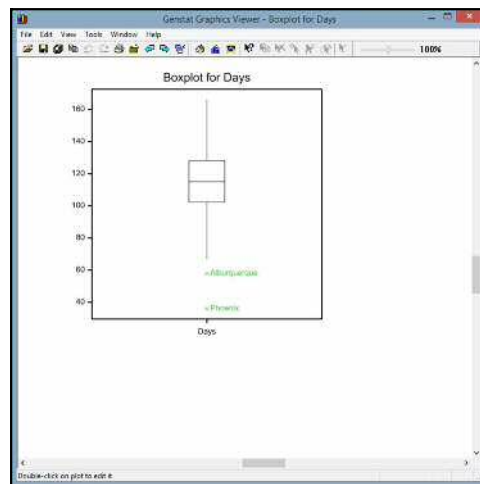 Genstat Graphics Viewer - Boxplot for Days
File Edit View Tools Window Help
100%
Boxplot for Days
160
140
120
100
80
60
40
Albuquerque
Phoenix
Days
Double-click on plot to edit it